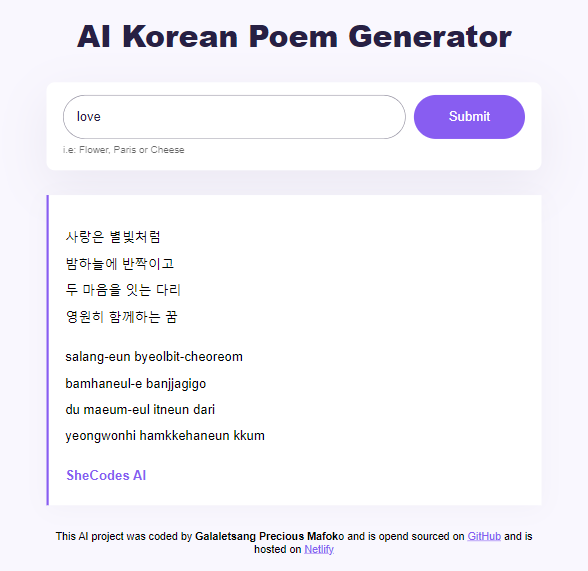 AI Korean Poem Generator
love
Submit
i.e: Flower, Paris or Cheese
사랑은 별빛처럼
밤하늘에 반짝이고
두 마음을 잇는 다리
영원히 함께하는 꿈
salang-eun byeolbit-cheoreom
bamhaneul-e banjjagigo
du maeum-eul itneun dari
yeongwonhi hamkkehaneun kkum
SheCodes AI
This AI project was coded by Galaletsang Precious Mafoko and is opend sourced on GitHub and is
hosted on Netlify